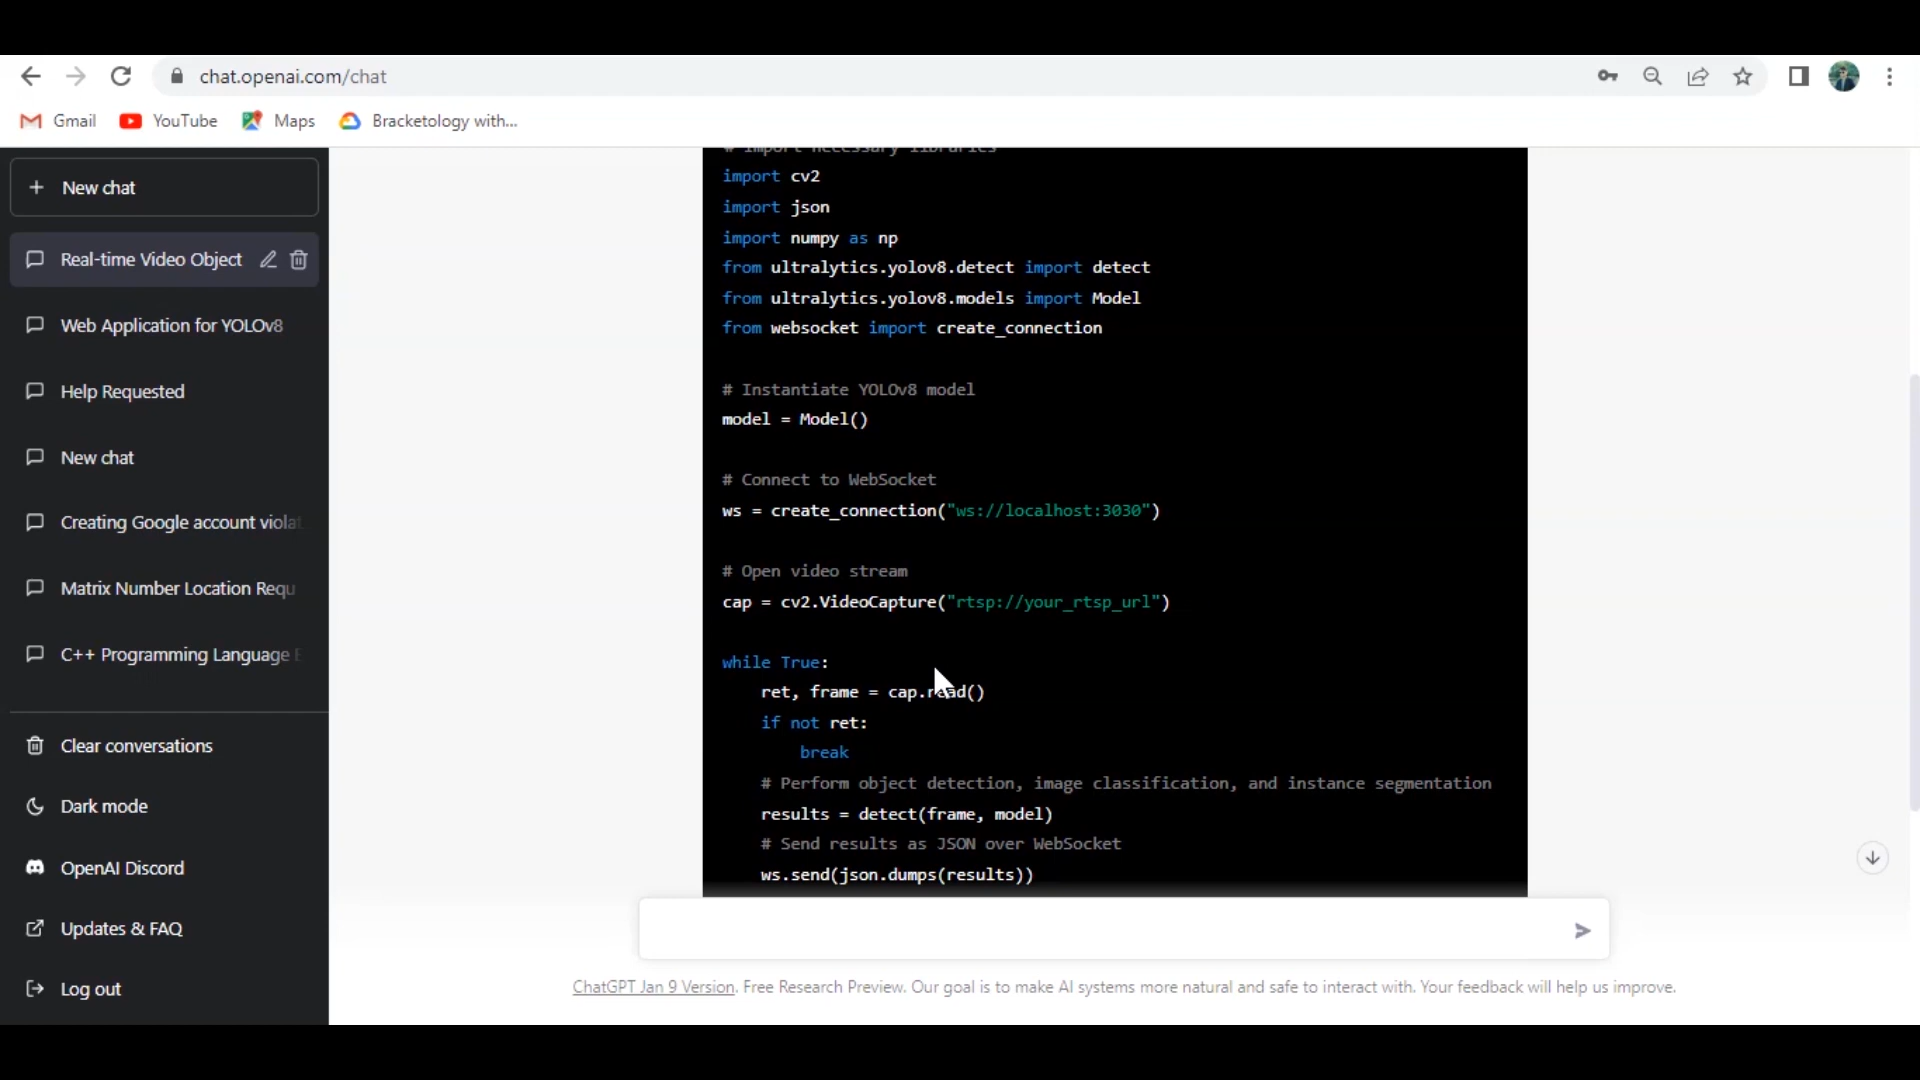 chat.openai.com/chat
Gmail YouTube Maps Bracketology with...
New chat
Real-time Video Object
Web Application for YOLOv8
Help Requested
New chat
Creating Google account violat
Matrix Number Location Requ
C++ Programming Language E
Clear conversations
Dark mode
OpenAI Discord
Updates & FAQ
Log out
# Import necessary libraries
import cv2
import json
import numpy as np
from ultralytics.yolov8.detect import detect
from ultralytics.yolov8.models import Model
from websocket import create_connection
# Instantiate YOLOv8 model
model = Model()
# Connect to WebSocket
ws = create_connection("ws://localhost:3030")
# Open video stream
cap = cv2.VideoCapture("rtsp://your_rtsp_url")
while True:
ret, frame = cap.read()
if not ret:
break
# Perform object detection, image classification, and instance segmentation
results = detect(frame, model)
# Send results as JSON over WebSocket
ws.send(json.dumps(results))
ChatGPT Jan 9 Version. Free Research Preview. Our goal is to make AI systems more natural and safe to interact with. Your feedback will help us improve.